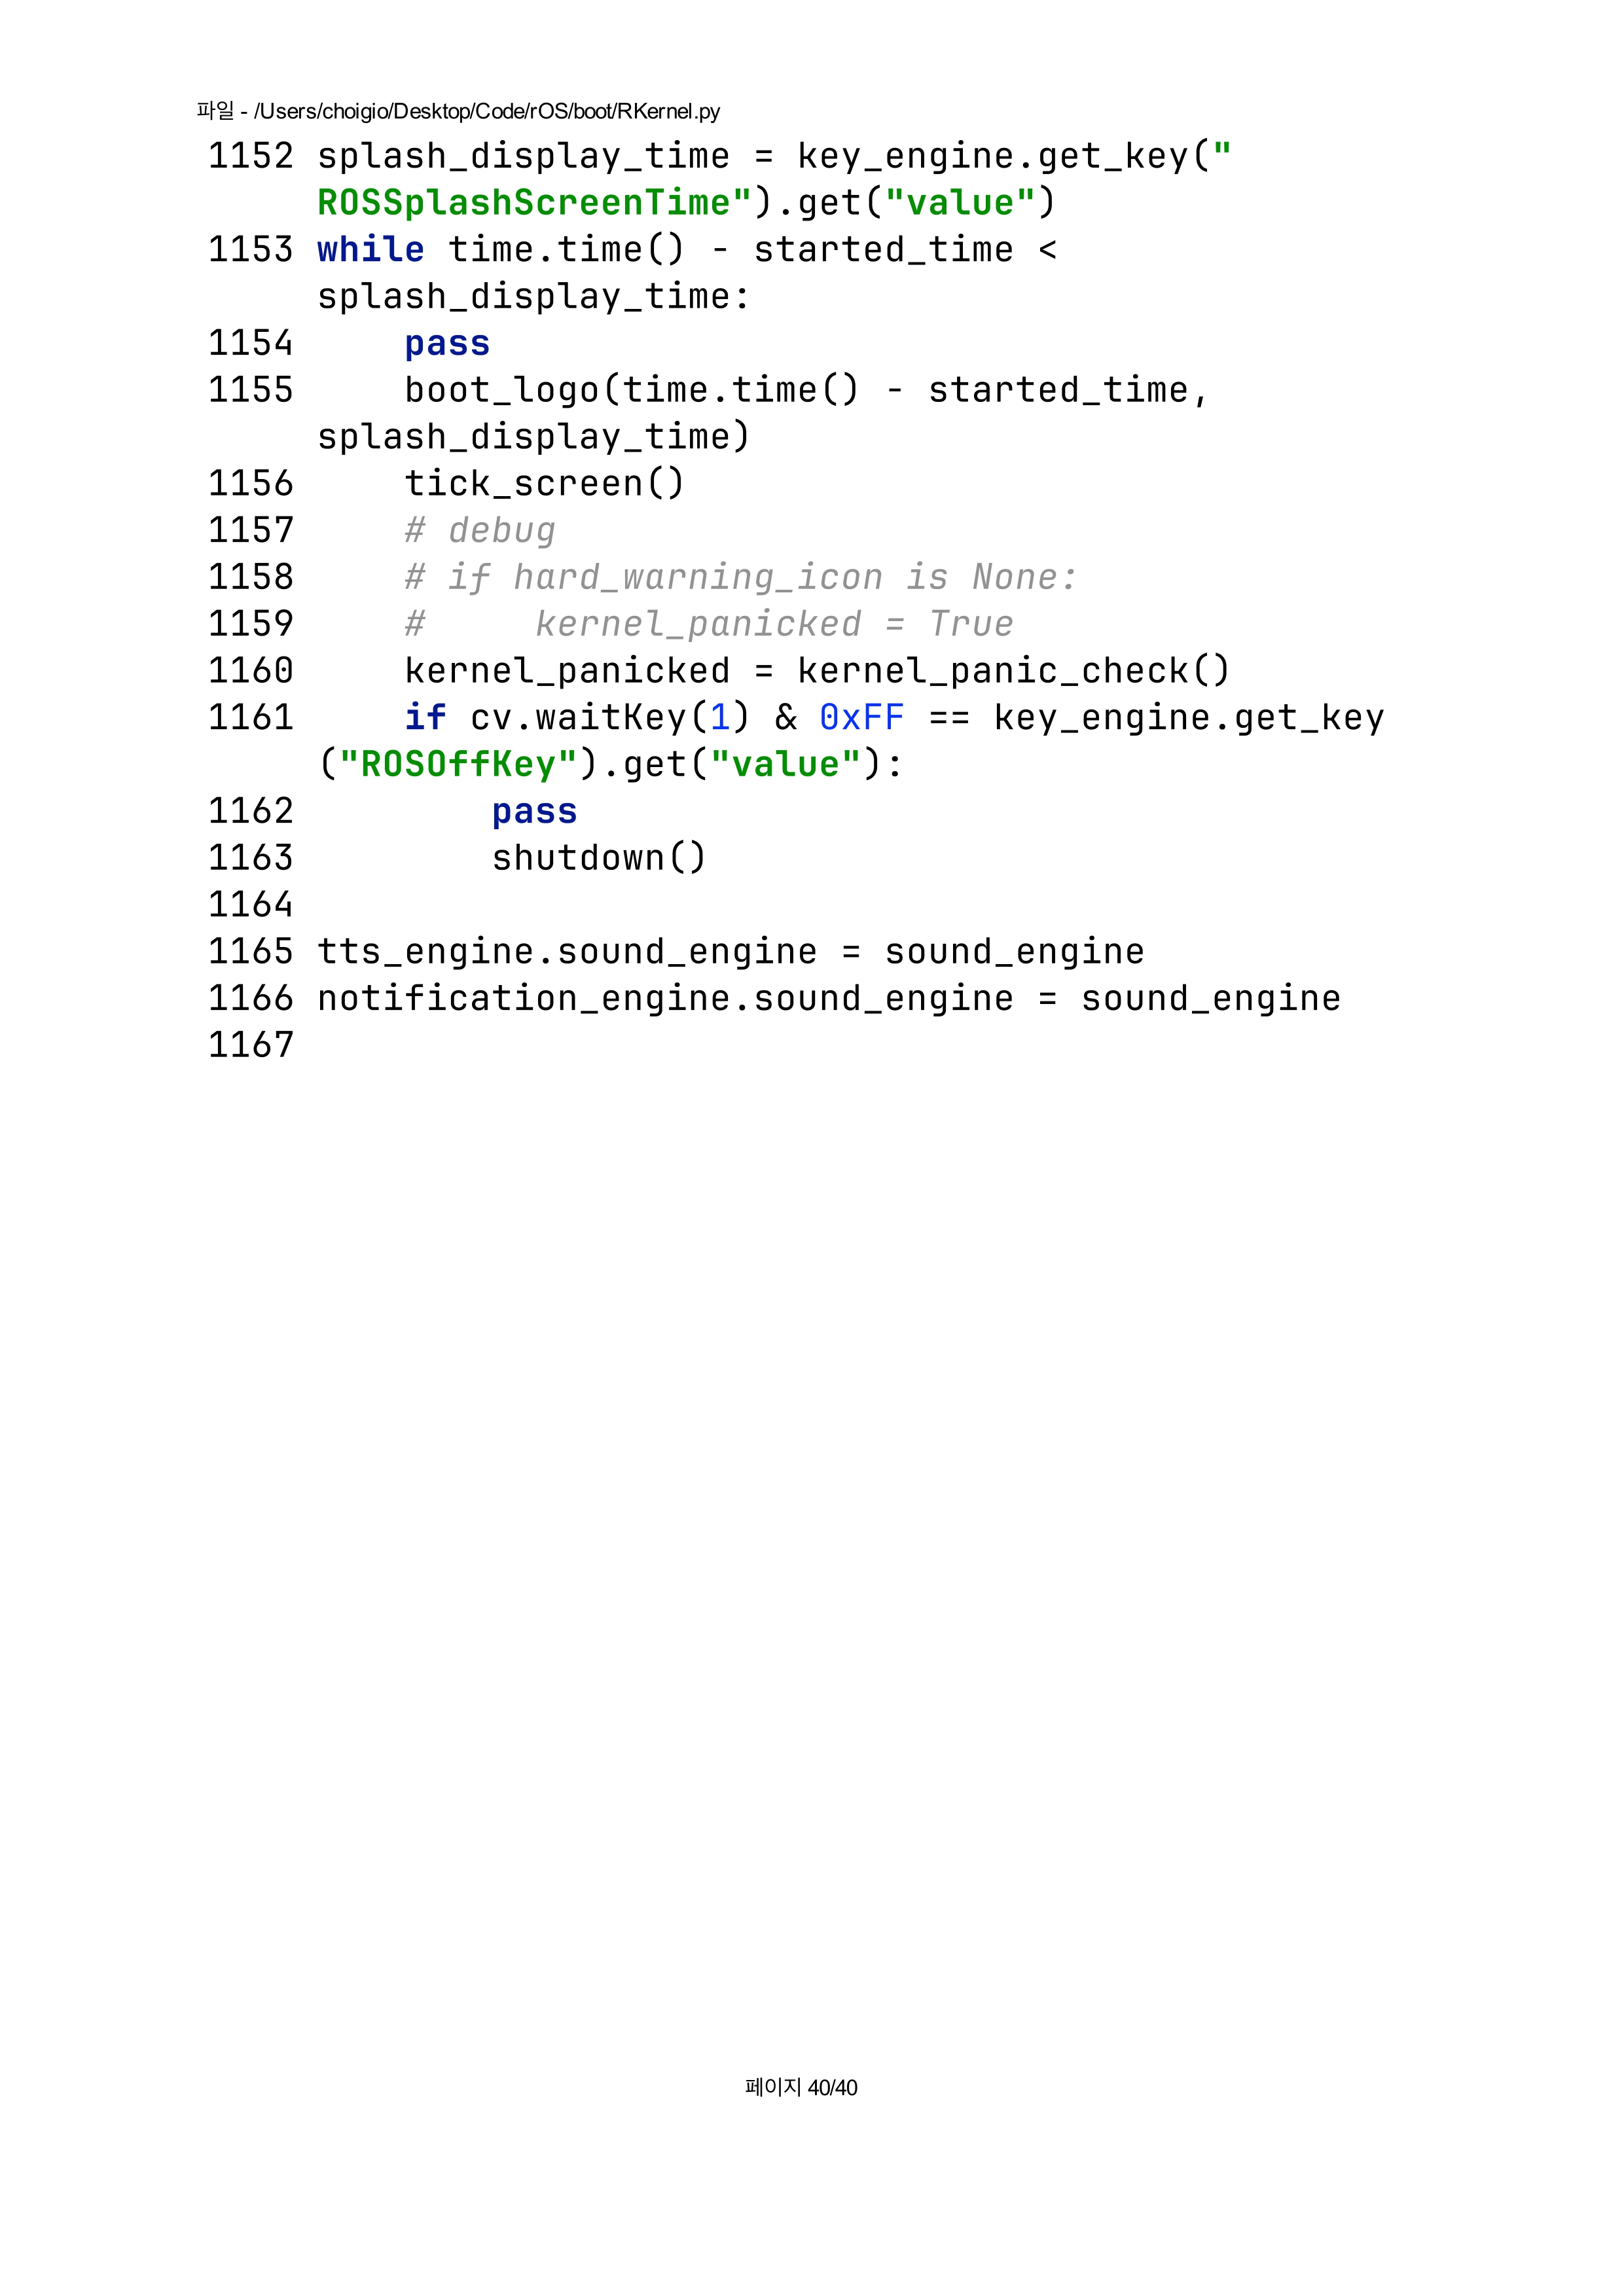 파일 - /Users/choigio/Desktop/Code/rOS/boot/RKernel.py
1152 splash_display_time = key_engine.get_key("
     ROSSplashScreenTime").get("value")
1153 while time.time() - started_time <
     splash_display_time:
1154     pass
1155     boot_logo(time.time() - started_time,
     splash_display_time)
1156     tick_screen()
1157     # debug
1158     # if hard_warning_icon is None:
1159     #     kernel_panicked = True
1160     kernel_panicked = kernel_panic_check()
1161     if cv.waitKey(1) & 0xFF == key_engine.get_key
     ("ROSOffKey").get("value"):
1162         pass
1163         shutdown()
1164
1165 tts_engine.sound_engine = sound_engine
1166 notification_engine.sound_engine = sound_engine
1167
페이지 40/40